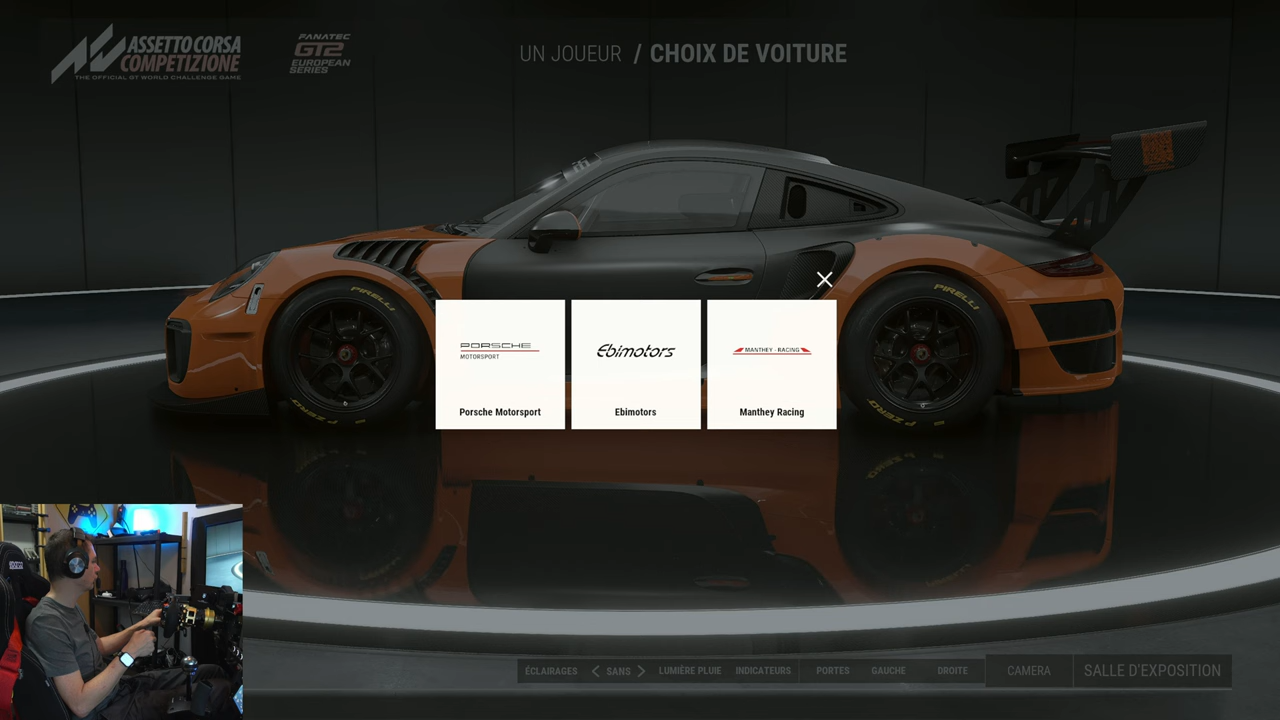 ASSETTO CORSA
COMPETIZIONE
THE OFFICIAL GT WORLD CHALLENGE GAME
FANATEC
GT2
EUROPEAN
SERIES
UN JOUEUR / CHOIX DE VOITURE
PIRELLI
PIRELLI
PORSCHE
MOTORSPORT
Ebimotors
MANTHEY - RACING
Porsche Motorsport
Ebimotors
Manthey Racing
P ZERO
P ZERO
ÉCLAIRAGES
SANS
LUMIÈRE PLUIE
INDICATEURS
PORTES
GAUCHE
DROITE
CAMERA
SALLE D'EXPOSITION